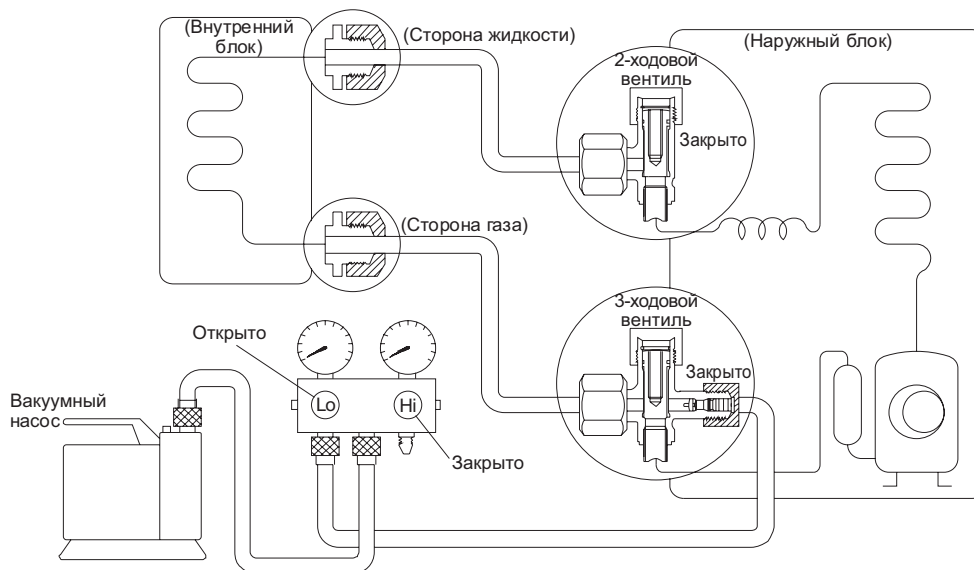 (Внутренний
блок)
(Сторона жидкости)
(Наружный блок)
2-ходовой
вентиль
Закрыто
(Сторона газа)
3-ходовой
вентиль
Закрыто
Открыто
Lo
Hi
Закрыто
Вакуумный
насос